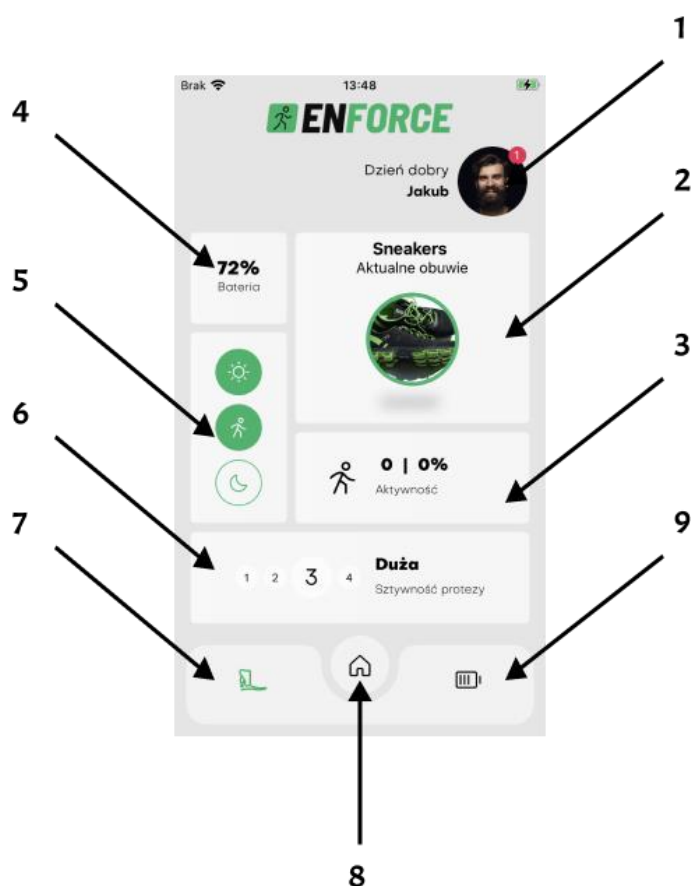 1
Brak 13:48
4
ENFORCE
1
Dzień dobry
Jakub
2
72%
Bateria
Sneakers
Aktualne obuwie
5
3
6
0 | 0%
Aktywność
7
9
1 2 3 4
Duża
Sztywność protezy
8